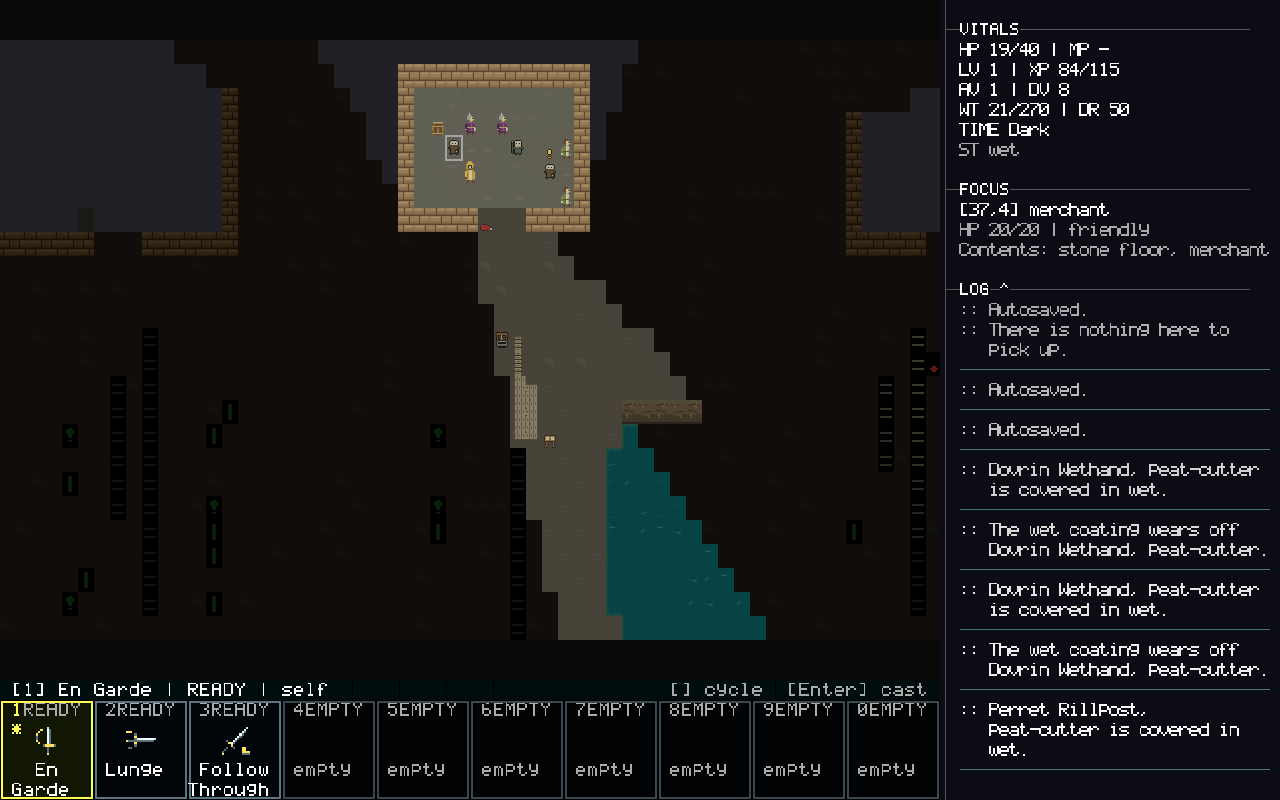 VITALS
HP 19/40 | MP -
LV 1 | XP 84/115
AV 1 | DV 8
WT 21/270 | DR 50
TIME Dark
ST wet
FOCUS
[37,4] merchant
HP 20/20 | friendly
Contents: stone floor, merchant
LOG ^
:: Autosaved.
:: There is nothing here to
pick up.
:: Autosaved.
:: Autosaved.
:: Dovrin Wethand, Peat-cutter
is covered in wet.
:: The wet coating wears off
Dovrin Wethand, Peat-cutter.
:: Dovrin Wethand, Peat-cutter
is covered in wet.
:: The wet coating wears off
Dovrin Wethand, Peat-cutter.
:: Perret RillPost,
Peat-cutter is covered in
wet.
[1] En Garde | READY | self
[] cycle [Enter] cast
1READY 2READY 3READY 4EMPTY 5EMPTY 6EMPTY 7EMPTY 8EMPTY 9EMPTY 0EMPTY
*
En Garde
Lunge
Follow Through
empty empty empty empty empty empty empty